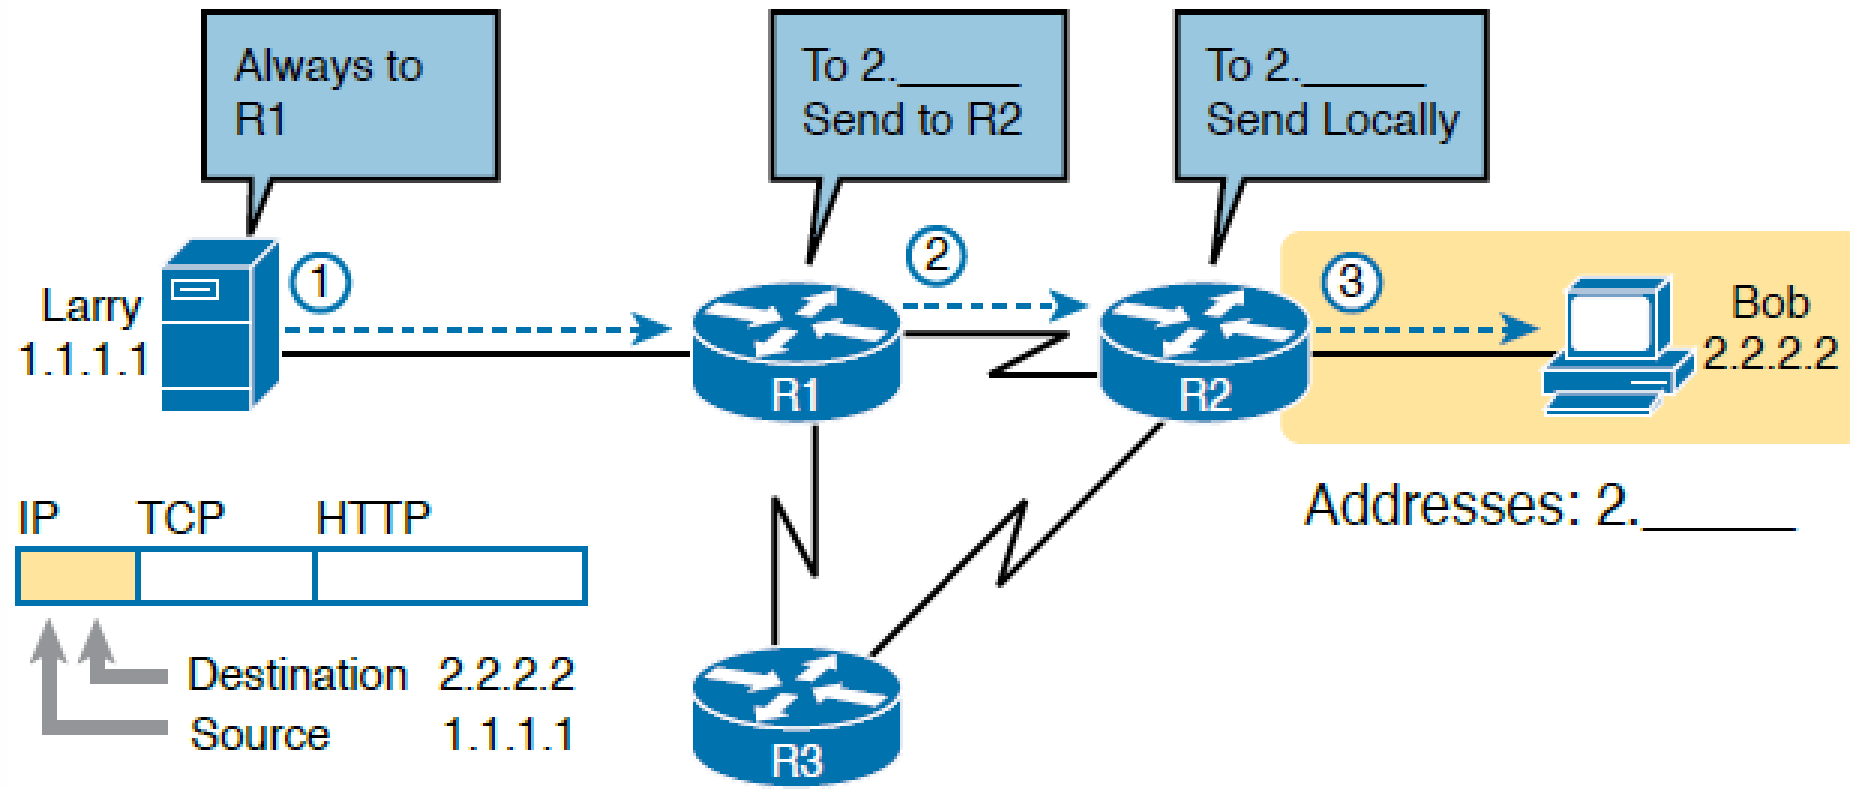 Always to
R1
To 2._____
Send to R2
To 2._____
Send Locally
1
2
3
Larry
1.1.1.1
R1
R2
Bob
2.2.2.2
IP TCP HTTP
Addresses: 2._____
Destination 2.2.2.2
Source 1.1.1.1
R3